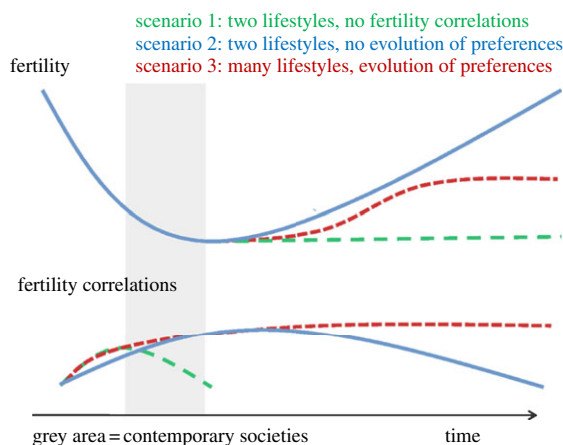 scenario 1: two lifestyles, no fertility correlations
scenario 2: two lifestyles, no evolution of preferences
fertility
scenario 3: many lifestyles, evolution of preferences
fertility correlations
grey area = contemporary societies
time